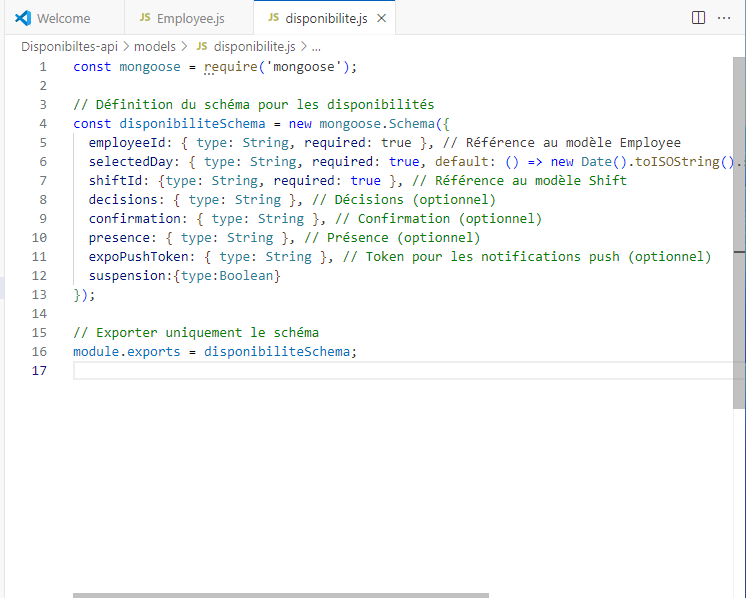 Welcome
JS Employee.js
JS disponibilite.js
Disponibiltes-api > models > JS disponibilite.js > ...
1 const mongoose = require('mongoose');
2
3 // Définition du schéma pour les disponibilités
4 const disponibiliteSchema = new mongoose.Schema({
5 employeeId: { type: String, required: true }, // Référence au modèle Employee
6 selectedDay: { type: String, required: true, default: () => new Date().toISOString().
7 shiftId: {type: String, required: true }, // Référence au modèle Shift
8 decisions: { type: String }, // Décisions (optionnel)
9 confirmation: { type: String }, // Confirmation (optionnel)
10 presence: { type: String }, // Présence (optionnel)
11 expoPushToken: { type: String }, // Token pour les notifications push (optionnel)
12 suspension:{type:Boolean}
13 });
14
15 // Exporter uniquement le schéma
16 module.exports = disponibiliteSchema;
17